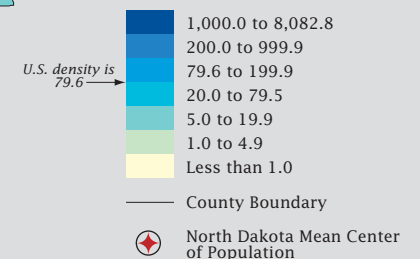 1,000.0 to 8,082.8
200.0 to 999.9
U.S. density is
79.6
79.6 to 199.9
20.0 to 79.5
5.0 to 19.9
1.0 to 4.9
Less than 1.0
County Boundary
North Dakota Mean Center
of Population